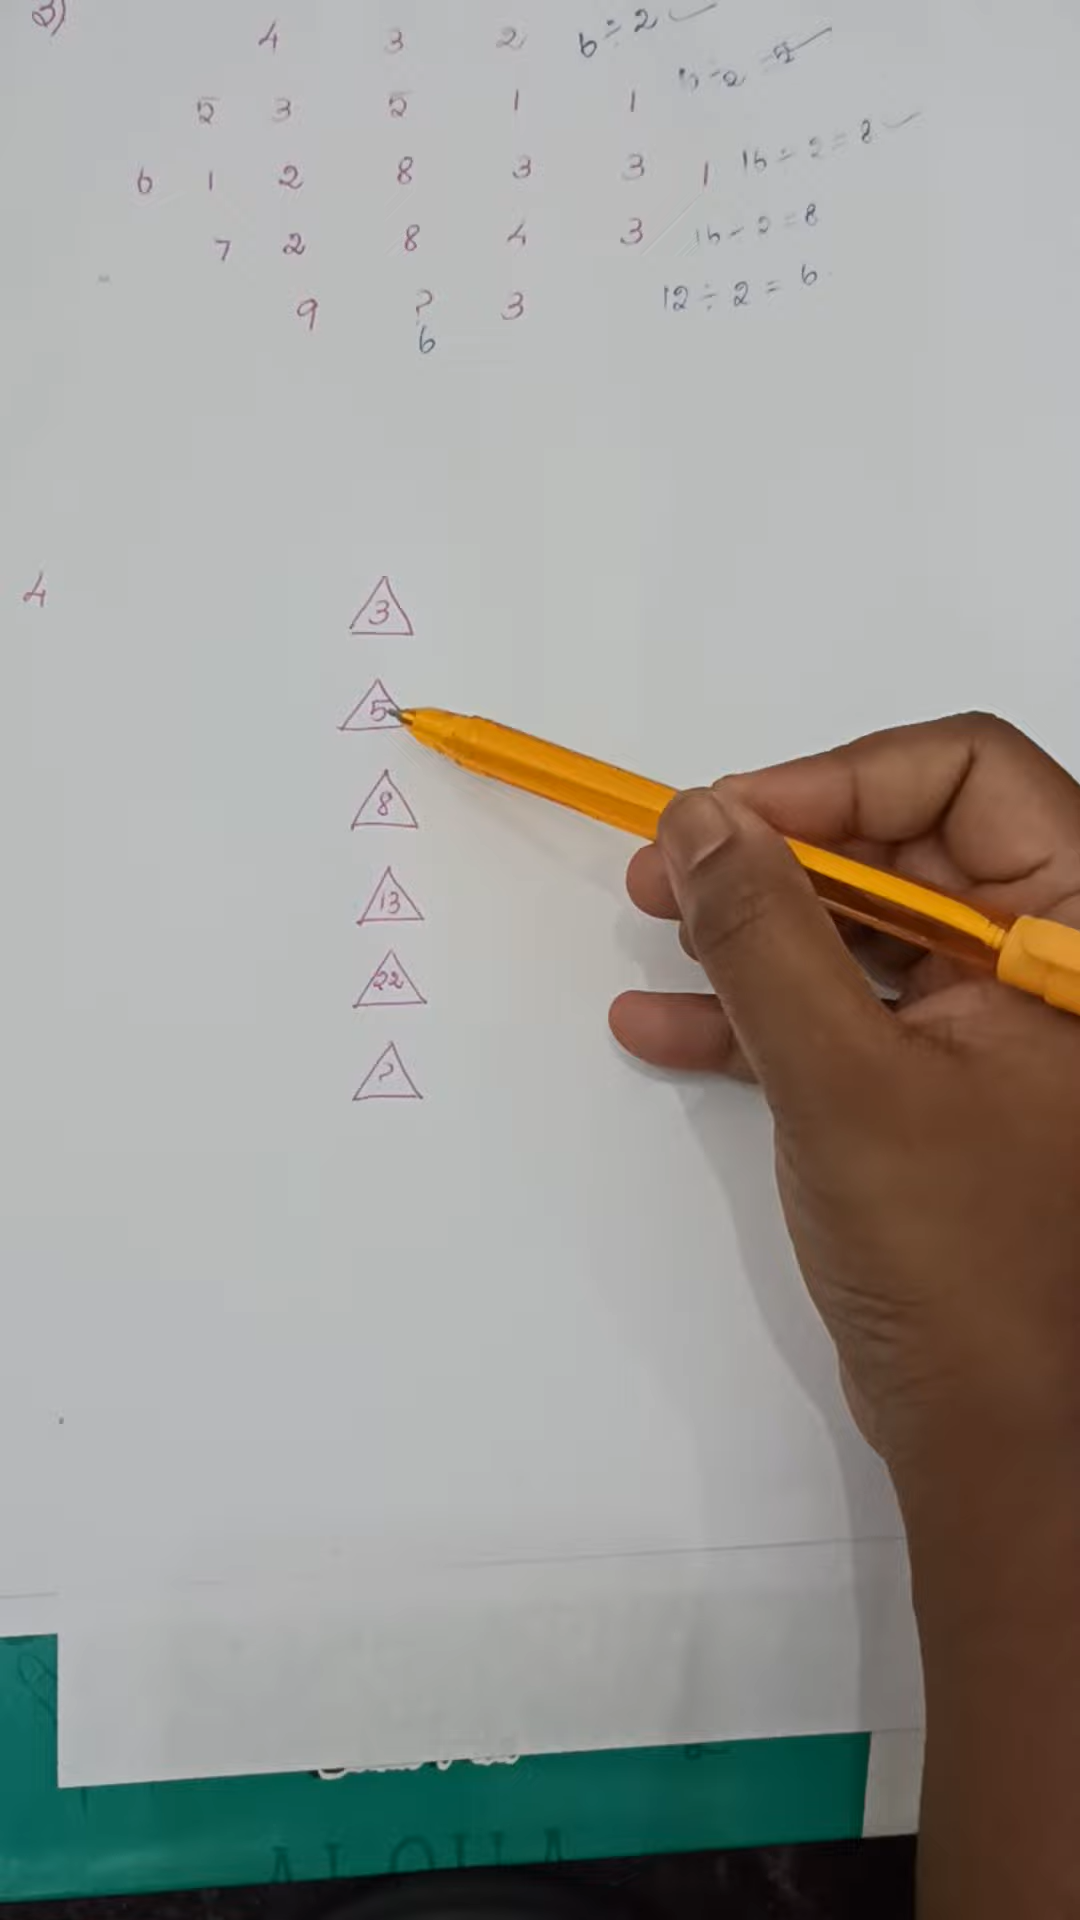 3)
4 3 2 6 ÷ 2
5 3 5 1 1
6 1 2 8 3 3 1 16 ÷ 2 = 8
7 2 8 4 3 16 ÷ 2 = 8
9 ? 3 12 ÷ 2 = 6
6
4
3
5
8
13
22
?